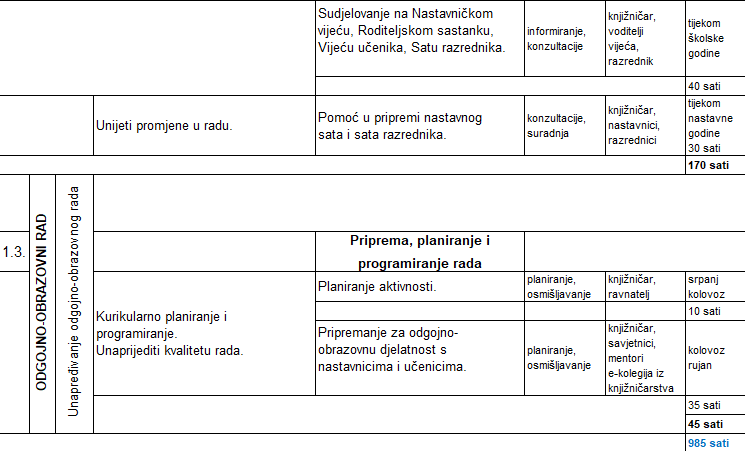 Sudjelovanje na Nastavničkom
vijeću, Roditeljskom sastanku,
Vijeću učenika, Satu razrednika.
informiranje,
konzultacije
knjižničar,
voditelji
vijeća,
razrednik
tijekom
školske
godine
40 sati
Unijeti promjene u radu.
Pomoć u pripremi nastavnog
sata i sata razrednika.
konzultacije,
suradnja
knjižničar,
nastavnici,
razrednici
tijekom
nastavne
godine
30 sati
170 sati
1.3.
ODGOJNO-OBRAZOVNI RAD
Unapređivanje odgojno-obrazovnog rada
Priprema, planiranje i
programiranje rada
Kurikularno planiranje i
programiranje.
Unaprijediti kvalitetu rada.
Planiranje aktivnosti.
planiranje,
osmišljavanje
knjižničar,
ravnatelj
srpanj
kolovoz
10 sati
Pripremanje za odgojno-
obrazovnu djelatnost s
nastavnicima i učenicima.
planiranje,
osmišljavanje
knjižničar,
savjetnici,
mentori
e-kolegija iz
knjižničarstva
kolovoz
rujan
35 sati
45 sati
985 sati